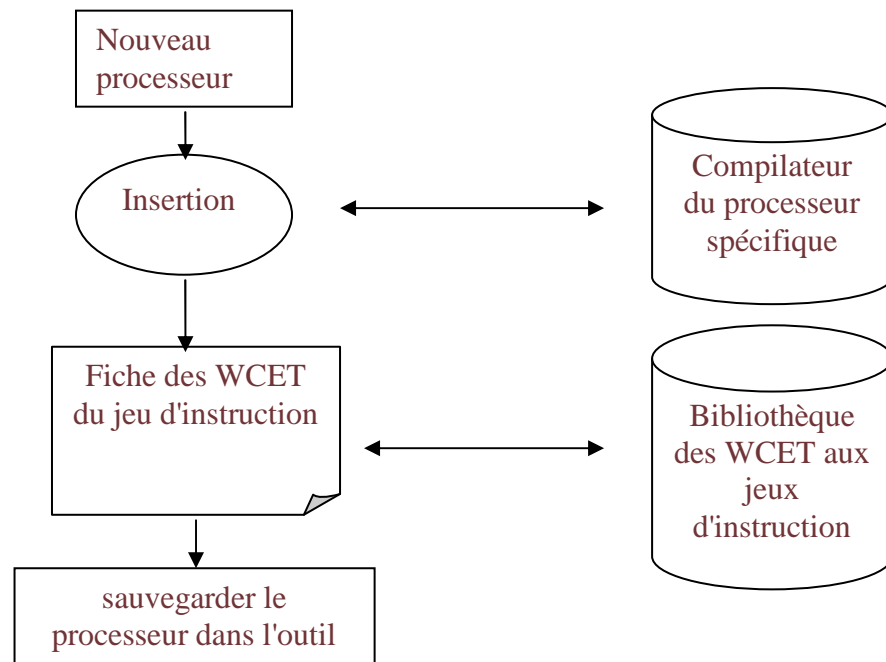 Nouveau
processeur
Insertion
Compilateur
du processeur
spécifique
Fiche des WCET
du jeu d'instruction
Bibliothèque
des WCET aux
jeux
d'instruction
sauvegarder le
processeur dans l'outil